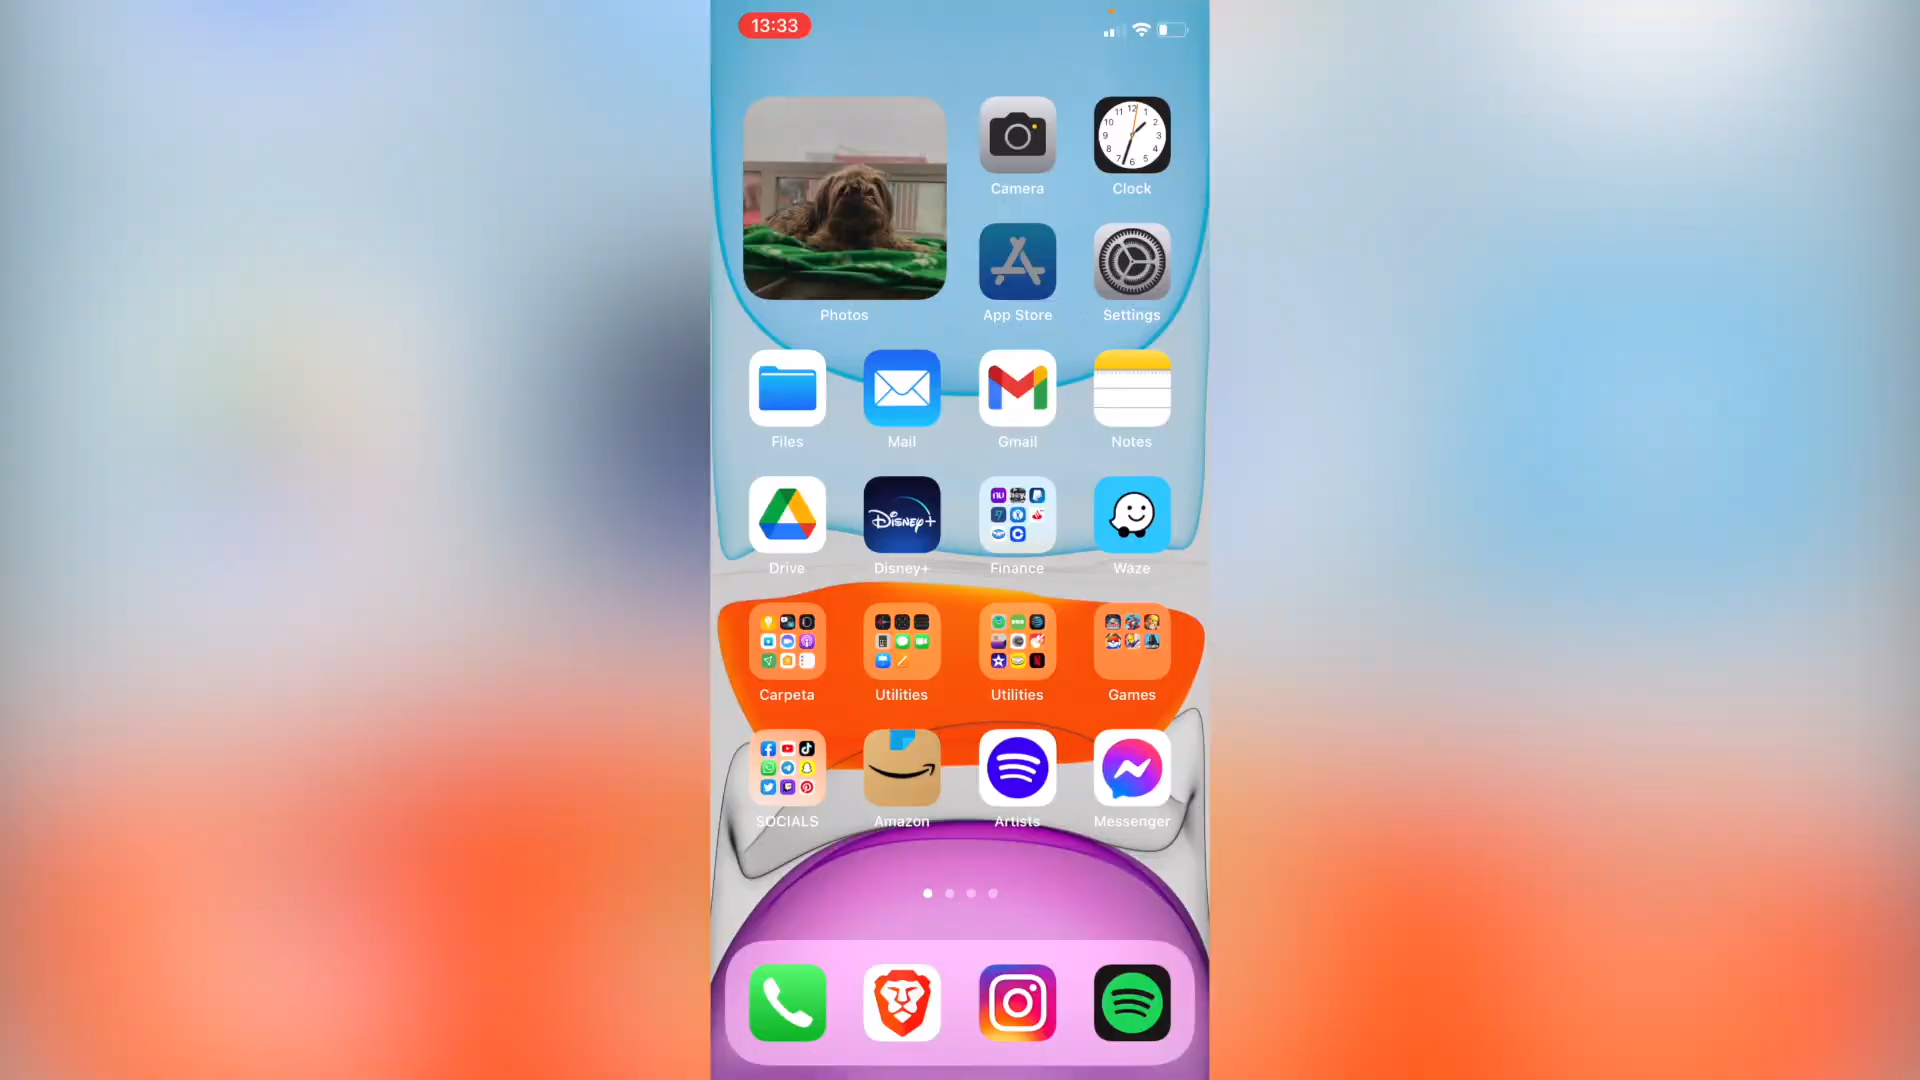 13:33
Camera
Clock
Photos
App Store
Settings
Files
Mail
Gmail
Notes
Disney+
Drive
Disney+
Finance
Waze
Carpeta
Utilities
Utilities
Games
SOCIALS
Amazon
Artists
Messenger